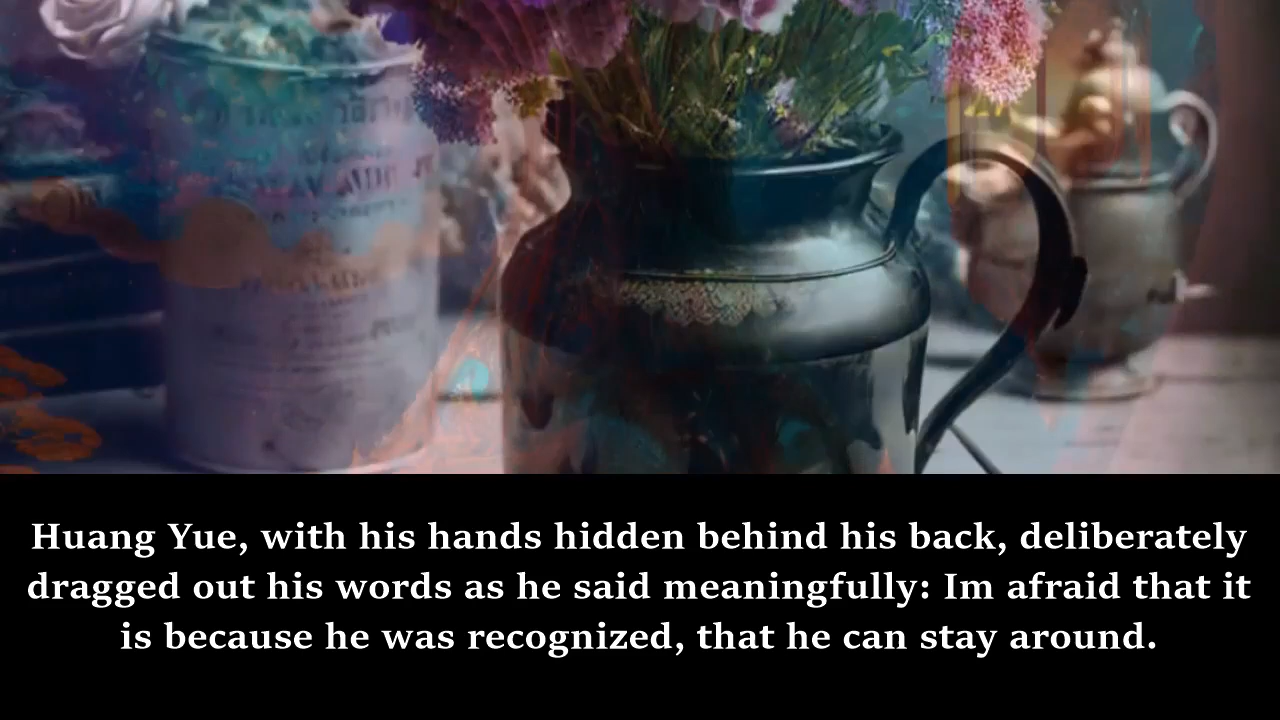 Huang Yue, with his hands hidden behind his back, deliberately
dragged out his words as he said meaningfully: Im afraid that it
is because he was recognized, that he can stay around.